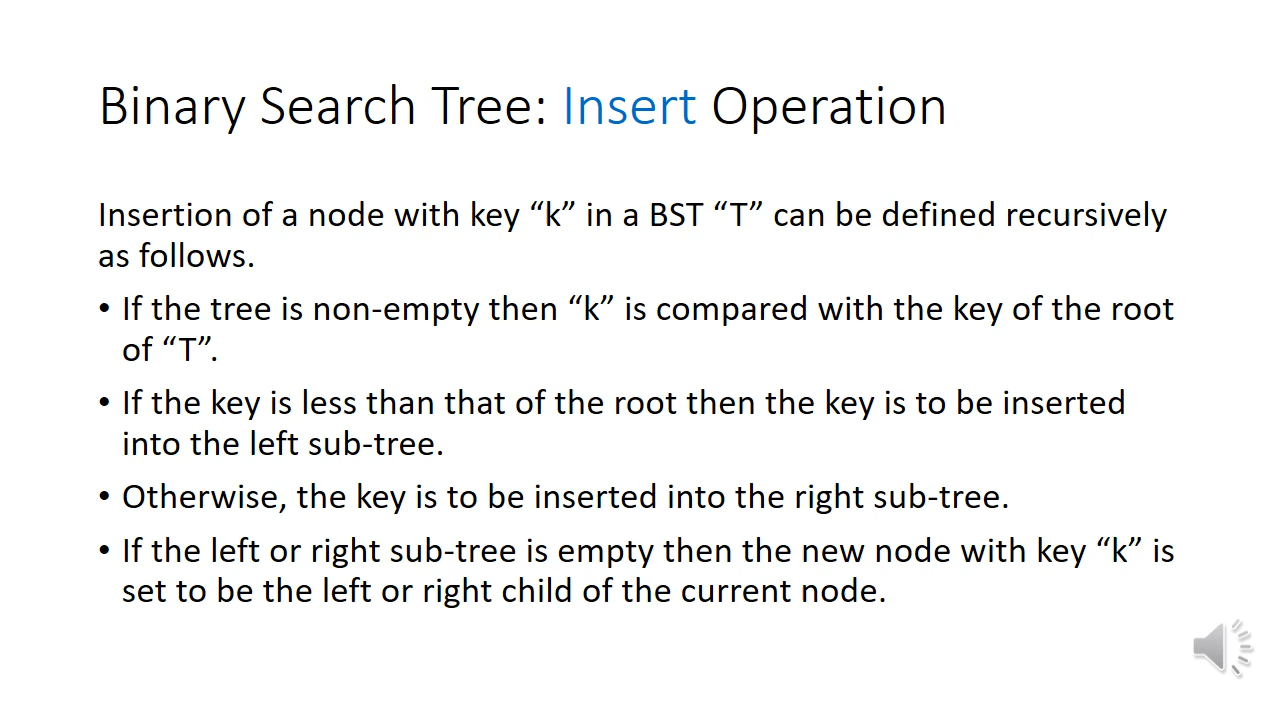 Binary Search Tree: Insert Operation
Insertion of a node with key “k” in a BST “T” can be defined recursively
as follows.
• If the tree is non-empty then “k” is compared with the key of the root
of “T”.
• If the key is less than that of the root then the key is to be inserted
into the left sub-tree.
• Otherwise, the key is to be inserted into the right sub-tree.
• If the left or right sub-tree is empty then the new node with key “k” is
set to be the left or right child of the current node.